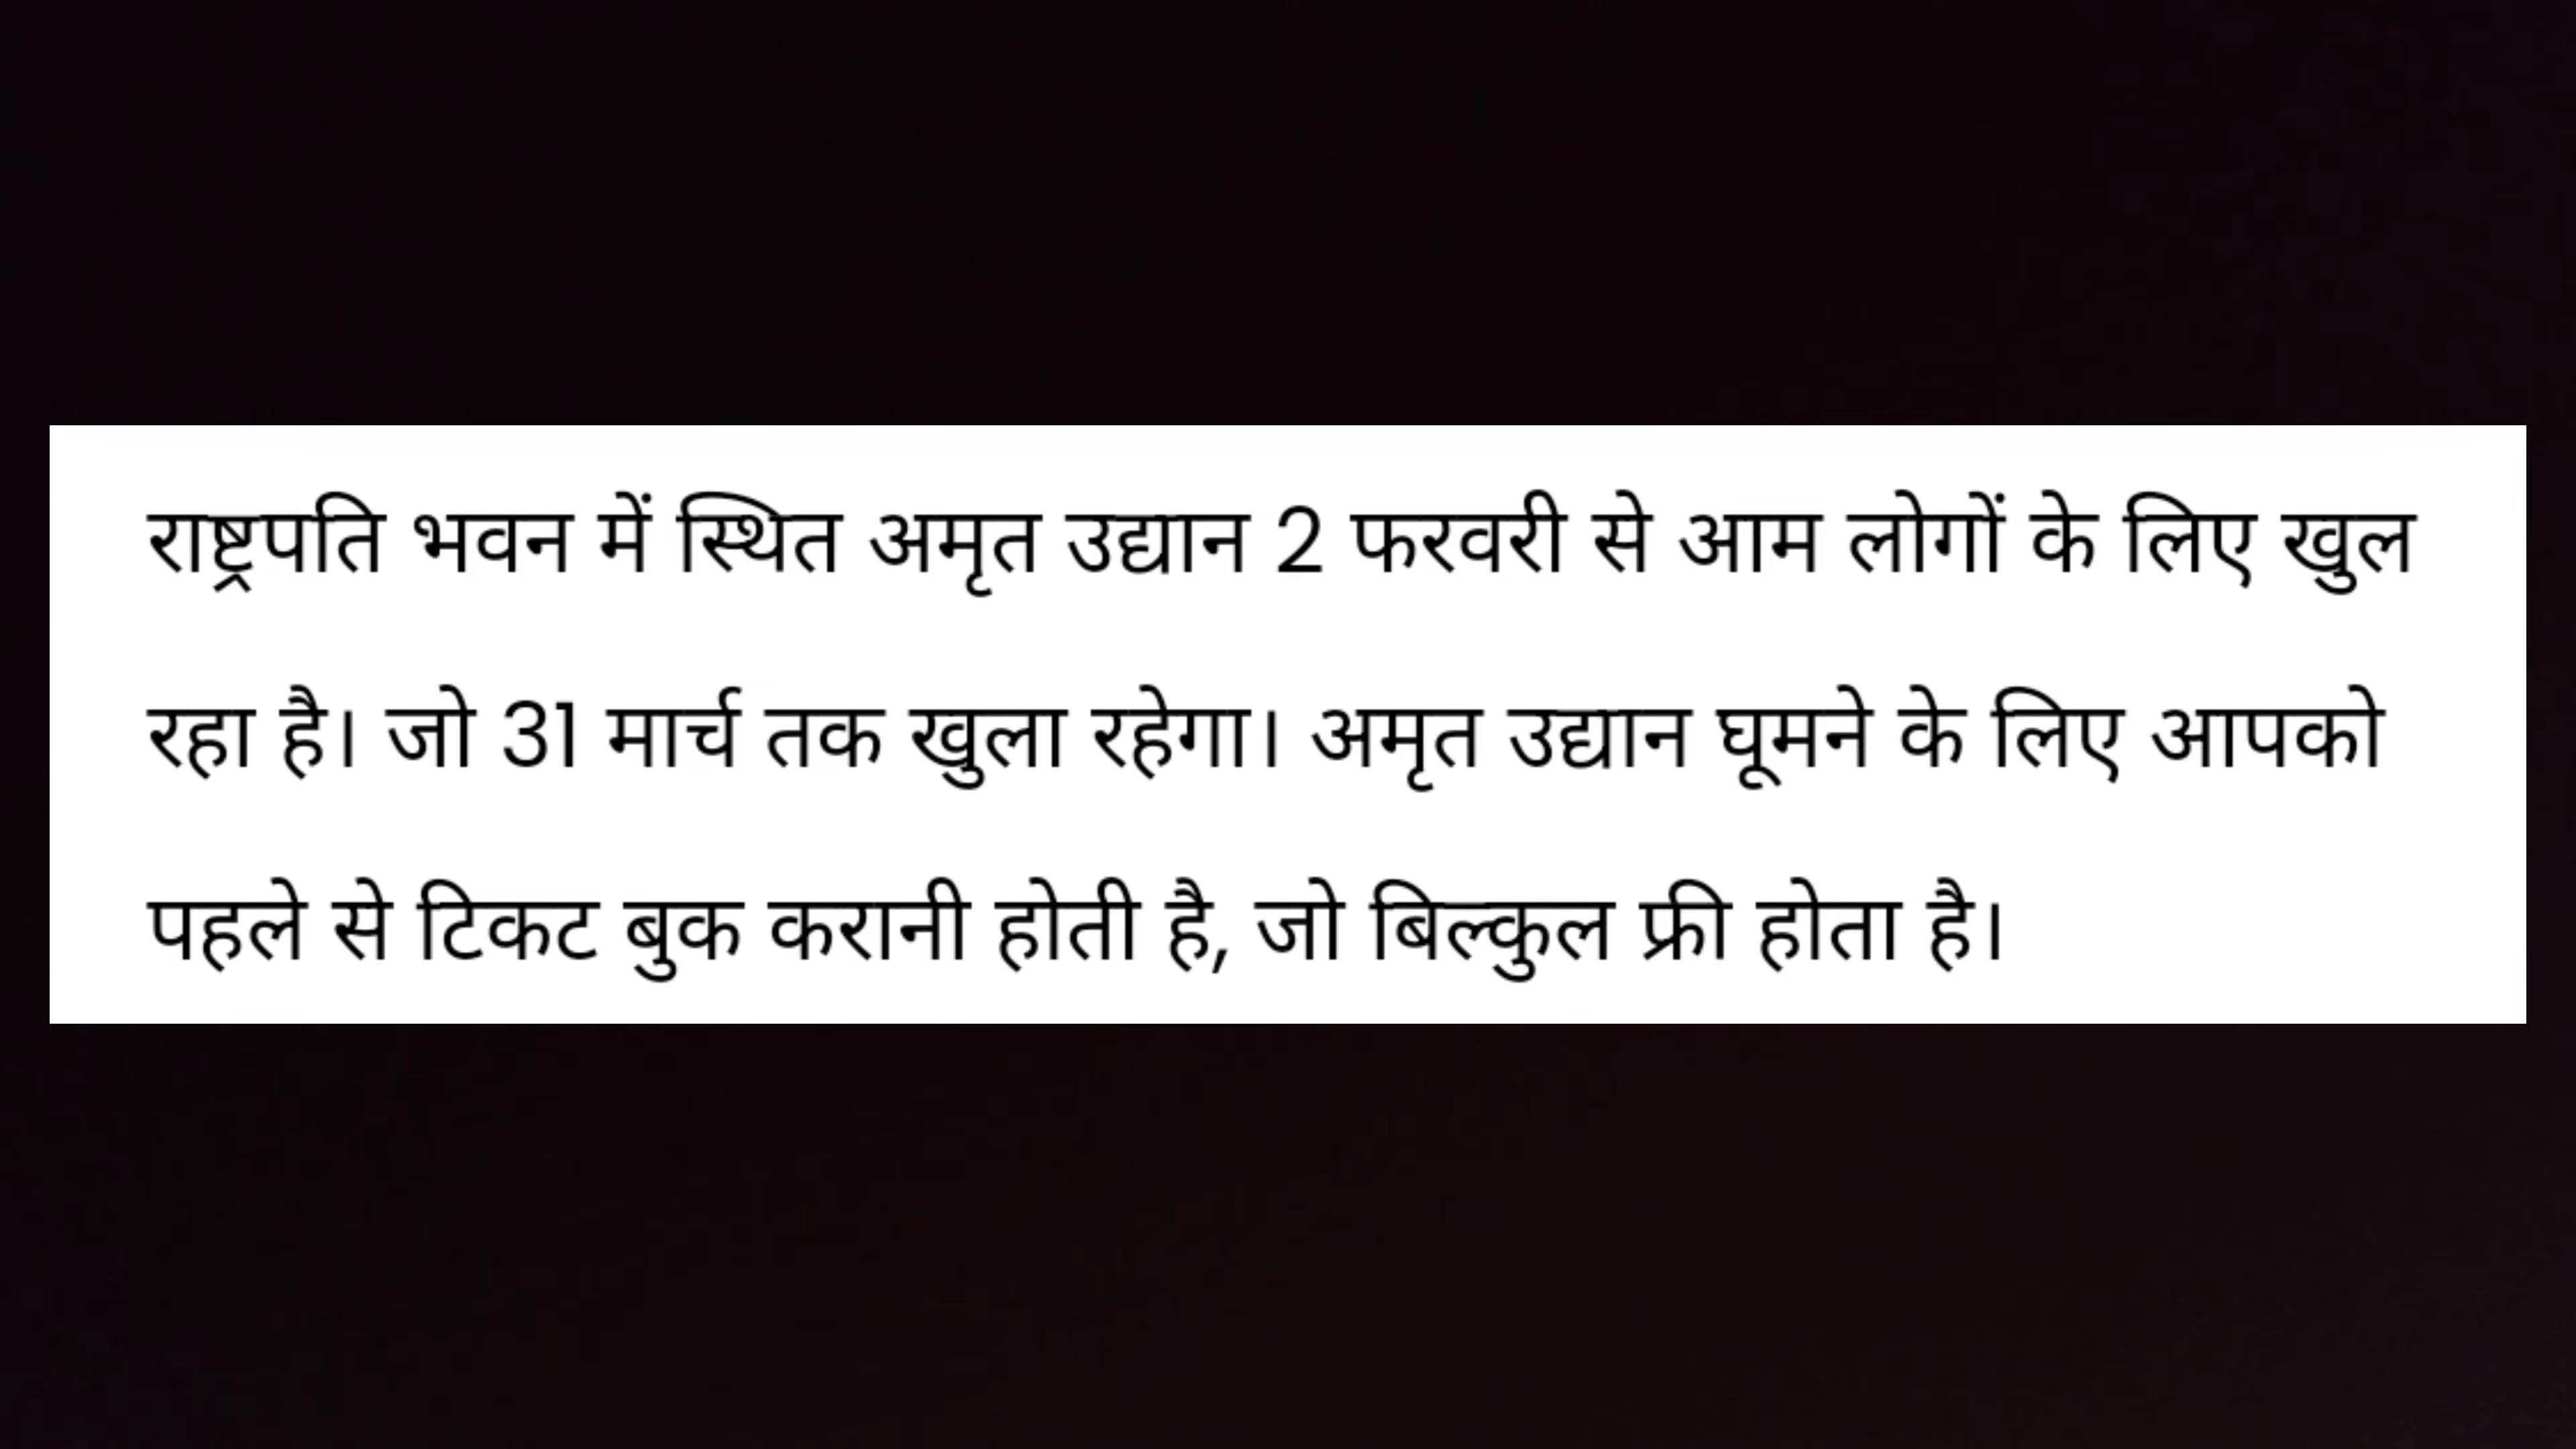 राष्ट्रपति भवन में स्थित अमृत उद्यान 2 फरवरी से आम लोगों के लिए खुल
रहा है। जो 31 मार्च तक खुला रहेगा। अमृत उद्यान घूमने के लिए आपको
पहले से टिकट बुक करानी होती है, जो बिल्कुल फ्री होता है।